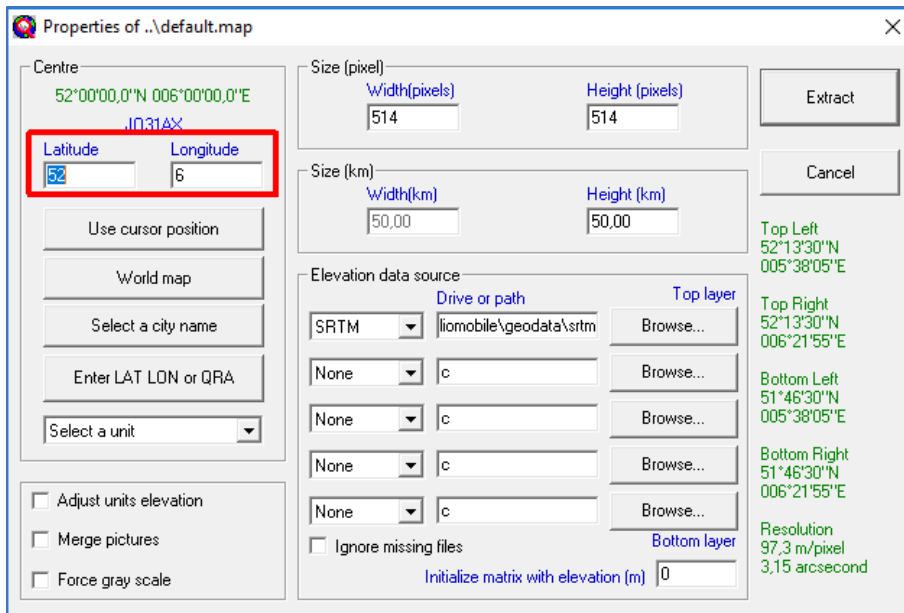 Properties of ..\default.map
Centre
52°00'00,0''N 006°00'00,0''E
JO31AX
Latitude Longitude
52 6
Use cursor position
World map
Select a city name
Enter LAT LON or QRA
Select a unit
Adjust units elevation
Merge pictures
Force gray scale
Size (pixel)
Width(pixels) Height (pixels)
514 514
Size (km)
Width(km) Height (km)
50,00 50,00
Elevation data source
Drive or path Top layer
SRTM liomobile\geodata\srtm Browse...
None c Browse...
None c Browse...
None c Browse...
None c Browse...
Ignore missing files Bottom layer
Initialize matrix with elevation (m) 0
Extract
Cancel
Top Left
52°13'30''N
005°38'05''E
Top Right
52°13'30''N
006°21'55''E
Bottom Left
51°46'30''N
005°38'05''E
Bottom Right
51°46'30''N
006°21'55''E
Resolution
97,3 m/pixel
3,15 arcsecond